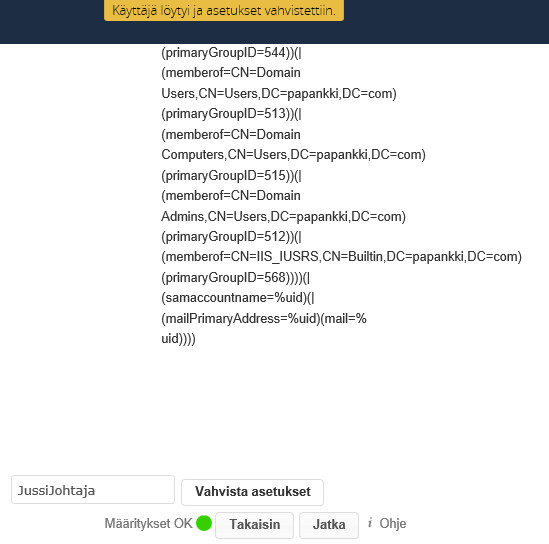 Käyttäjä löytyi ja asetukset vahvistettiin.
(primaryGroupID=544))(|
(memberof=CN=Domain
Users,CN=Users,DC=papankki,DC=com)
(primaryGroupID=513))(|
(memberof=CN=Domain
Computers,CN=Users,DC=papankki,DC=com)
(primaryGroupID=515))(|
(memberof=CN=Domain
Admins,CN=Users,DC=papankki,DC=com)
(primaryGroupID=512))(|
(memberof=CN=IIS_IUSRS,CN=Builtin,DC=papankki,DC=com)
(primaryGroupID=568))))(|
(samaccountname=%uid)(|
(mailPrimaryAddress=%uid)(mail=%
uid))))
JussiJohtaja Vahvista asetukset
Määritykset OK Takaisin Jatka i Ohje